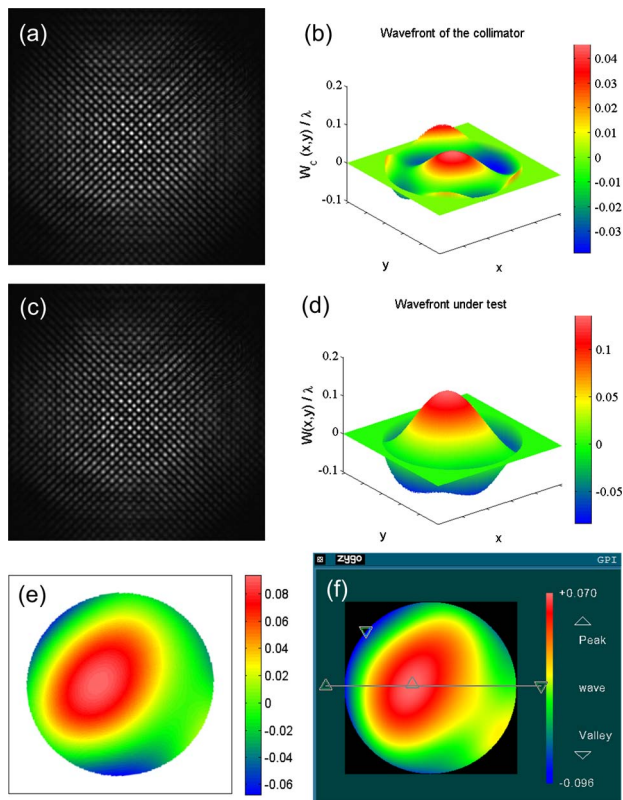 (a)
(b)
Wavefront of the collimator
W_c (x,y) / λ
0.2
0.1
0
-0.1
y
x
0.04
0.03
0.02
0.01
0
-0.01
-0.02
-0.03
(c)
(d)
Wavefront under test
W(x,y) / λ
0.2
0.1
0
-0.1
y
x
0.1
0.05
0
-0.05
(e)
0.08
0.06
0.04
0.02
0
-0.02
-0.04
-0.06
zygo
GPI
(f)
+0.070
Peak
wave
Valley
-0.096